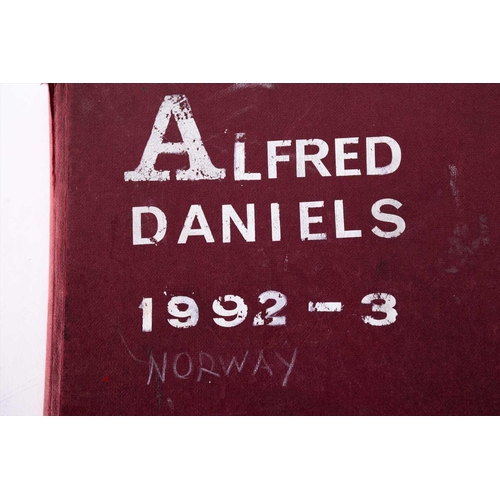 ALFRED
DANIELS
1992-3
NORWAY